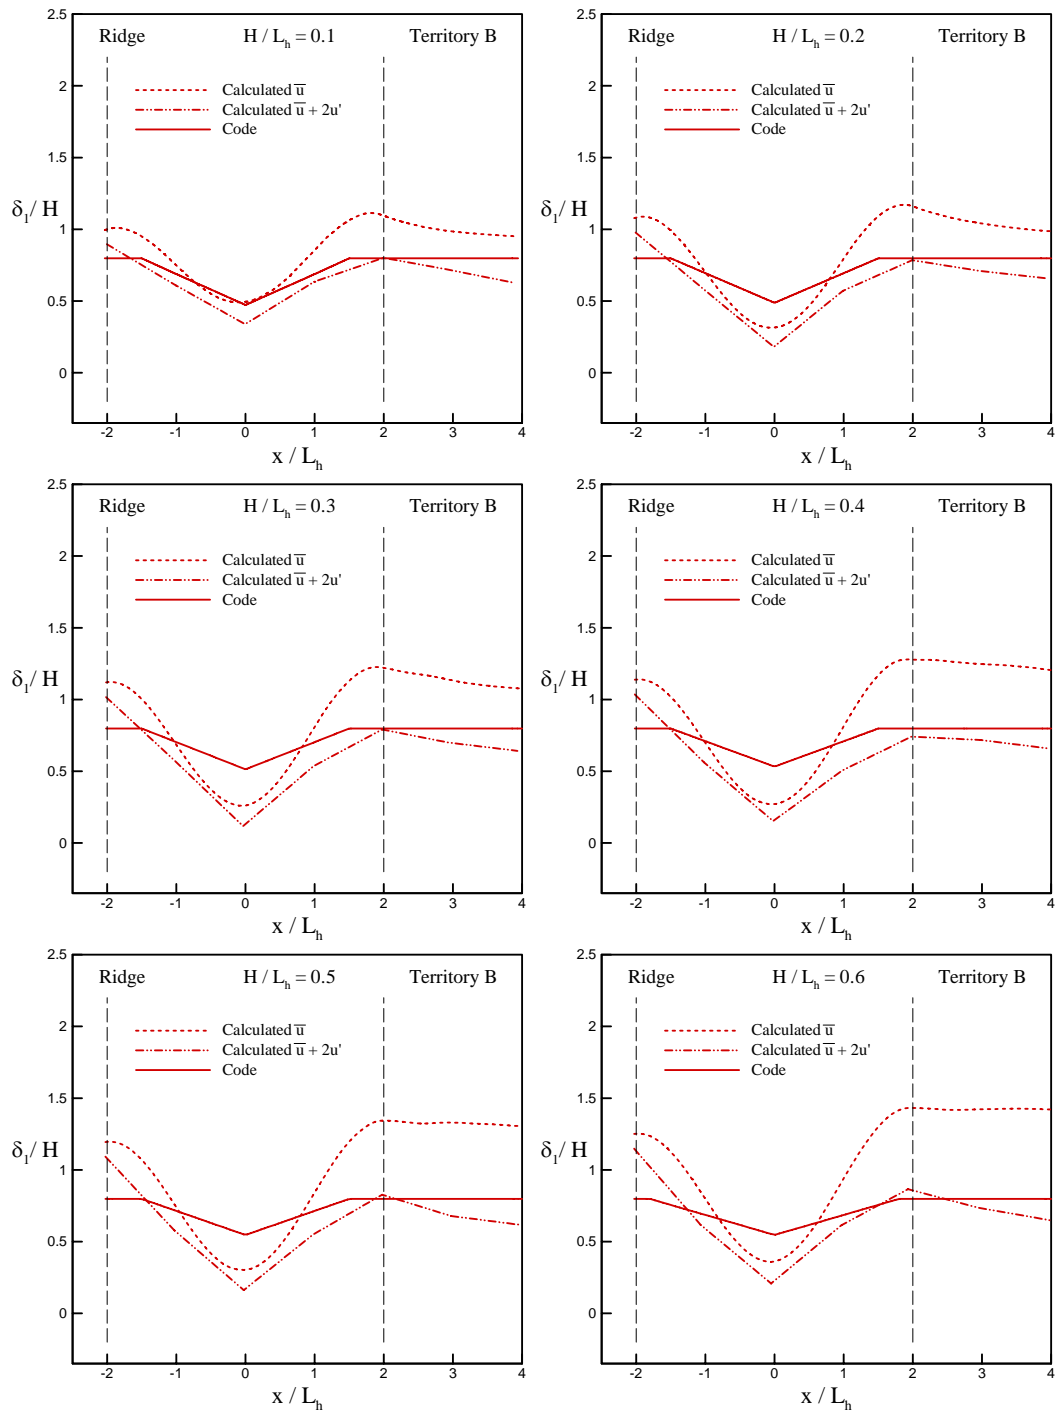 2.5
Ridge H / Lₕ = 0.1 Territory B
2
Calculated u̅
Calculated u̅ + 2u'
Code
1.5
δ₁ / H
1
0.5
0
-2 -1 0 1 2 3 4
x / Lₕ
2.5
Ridge H / Lₕ = 0.2 Territory B
2
Calculated u̅
Calculated u̅ + 2u'
Code
1.5
δ₁ / H
1
0.5
0
-2 -1 0 1 2 3 4
x / Lₕ
2.5
Ridge H / Lₕ = 0.3 Territory B
2
Calculated u̅
Calculated u̅ + 2u'
Code
1.5
δ₁ / H
1
0.5
0
-2 -1 0 1 2 3 4
x / Lₕ
2.5
Ridge H / Lₕ = 0.4 Territory B
2
Calculated u̅
Calculated u̅ + 2u'
Code
1.5
δ₁ / H
1
0.5
0
-2 -1 0 1 2 3 4
x / Lₕ
2.5
Ridge H / Lₕ = 0.5 Territory B
2
Calculated u̅
Calculated u̅ + 2u'
Code
1.5
δ₁ / H
1
0.5
0
-2 -1 0 1 2 3 4
x / Lₕ
2.5
Ridge H / Lₕ = 0.6 Territory B
2
Calculated u̅
Calculated u̅ + 2u'
Code
1.5
δ₁ / H
1
0.5
0
-2 -1 0 1 2 3 4
x / Lₕ